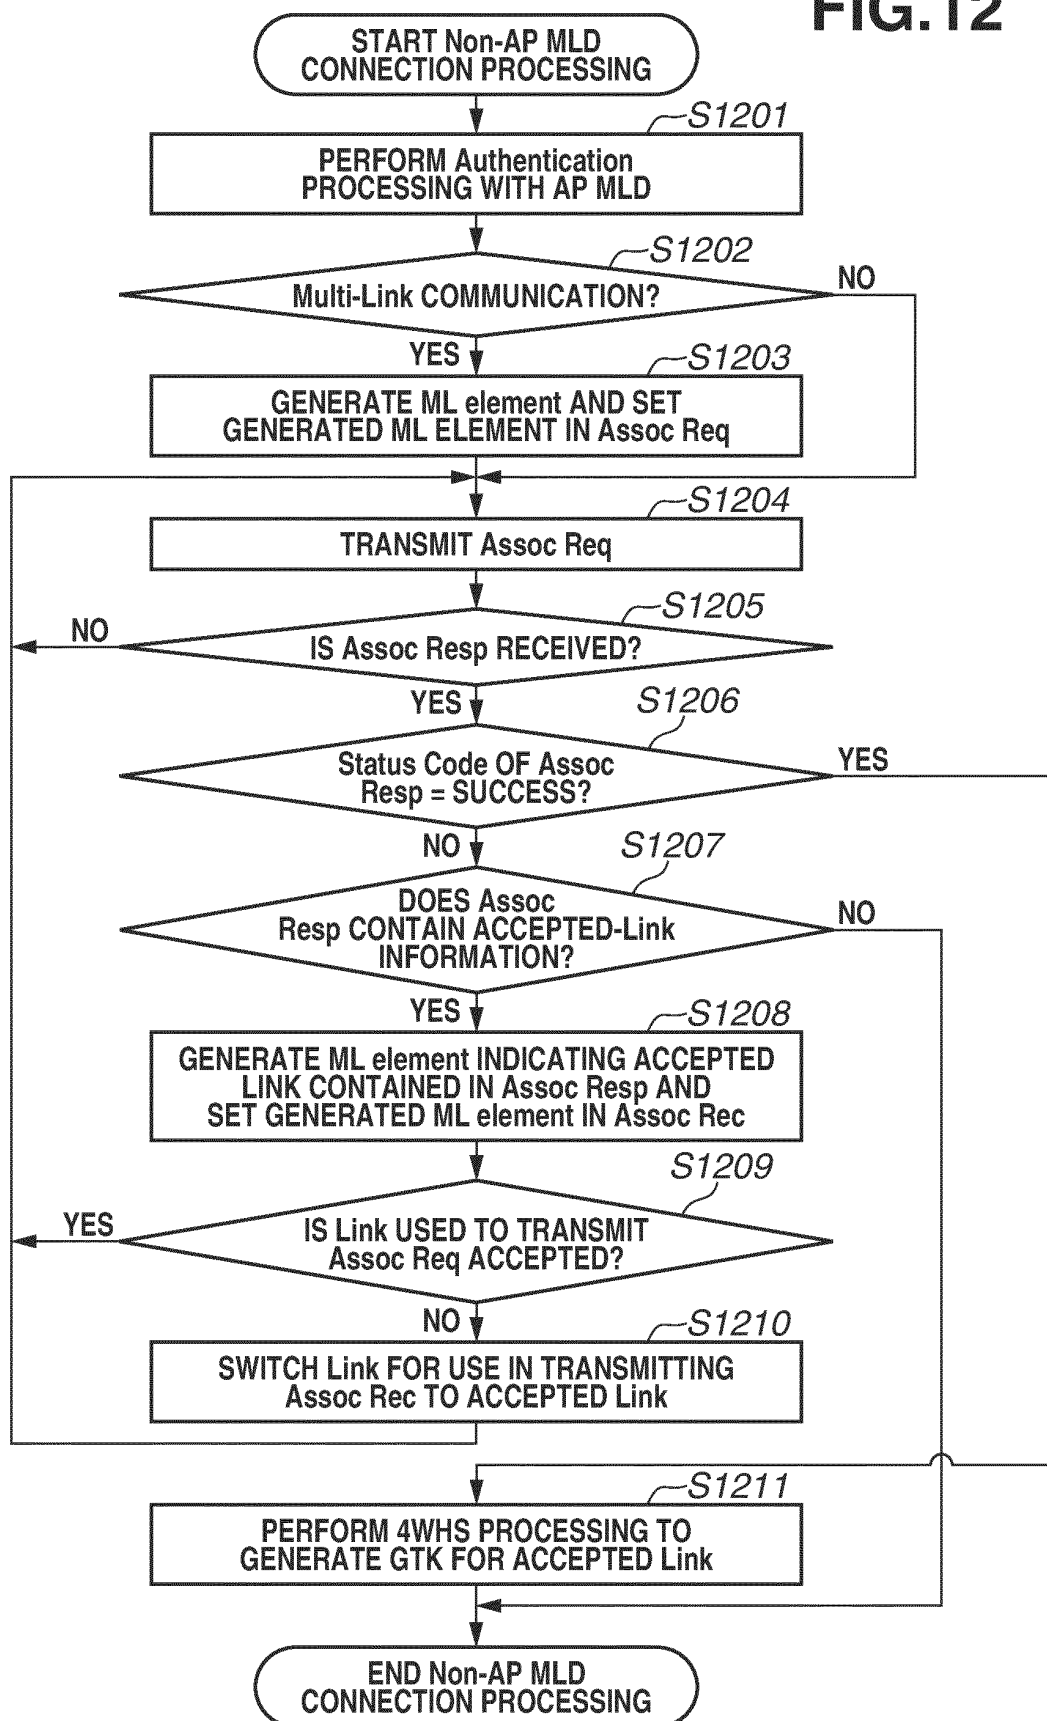 FIG.12
START Non-AP MLD
CONNECTION PROCESSING
S1201
PERFORM Authentication
PROCESSING WITH AP MLD
S1202
Multi-Link COMMUNICATION?
NO
YES
S1203
GENERATE ML element AND SET
GENERATED ML ELEMENT IN Assoc Req
S1204
TRANSMIT Assoc Req
S1205
NO
IS Assoc Resp RECEIVED?
YES
S1206
Status Code OF Assoc
Resp = SUCCESS?
YES
NO
S1207
DOES Assoc
Resp CONTAIN ACCEPTED-Link
INFORMATION?
NO
YES
S1208
GENERATE ML element INDICATING ACCEPTED
LINK CONTAINED IN Assoc Resp AND
SET GENERATED ML element IN Assoc Rec
S1209
YES
IS Link USED TO TRANSMIT
Assoc Req ACCEPTED?
NO
S1210
SWITCH Link FOR USE IN TRANSMITTING
Assoc Rec TO ACCEPTED Link
S1211
PERFORM 4WHS PROCESSING TO
GENERATE GTK FOR ACCEPTED Link
END Non-AP MLD
CONNECTION PROCESSING